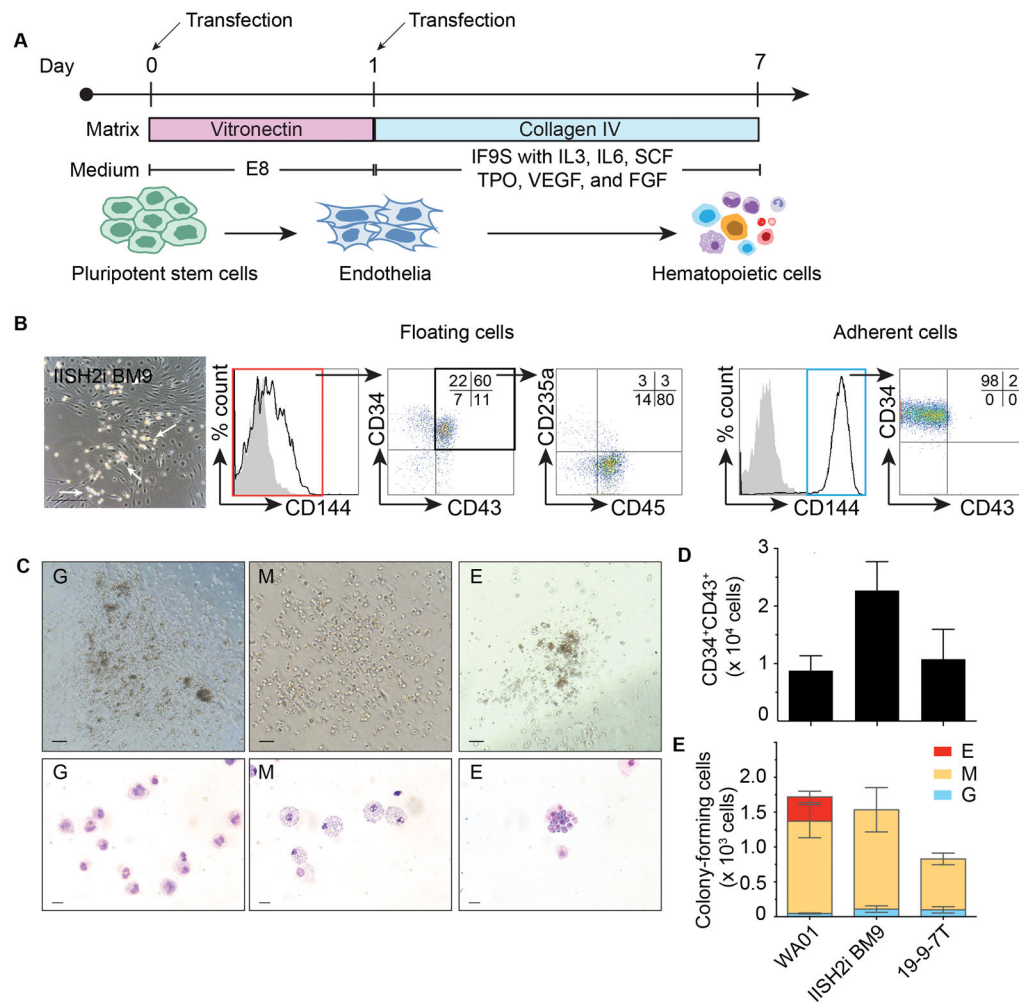 A
Transfection
Transfection
Day
0
1
7
Matrix
Vitronectin
Collagen IV
Medium
E8
IF9S with IL3, IL6, SCF
TPO, VEGF, and FGF
Pluripotent stem cells
Endothelia
Hematopoietic cells
B
Floating cells
Adherent cells
IISH2i BM9
% count
CD144
CD34
22 60
7 11
CD43
CD235a
3 3
14 80
CD45
% count
CD144
CD34
98 2
0 0
CD43
C
G
M
E
G
M
E
D
CD34+CD43+
(x 10⁴ cells)
3
2
1
0
E
Colony-forming cells
(x 10³ cells)
2.0
1.5
1.0
0.5
0
E
M
G
WA01
IISH2i BM9
19-9-7T